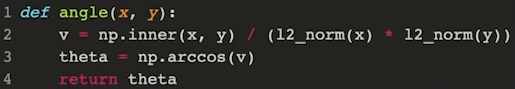 1 def angle(x, y):
2     v = np.inner(x, y) / (l2_norm(x) * l2_norm(y))
3     theta = np.arccos(v)
4     return theta